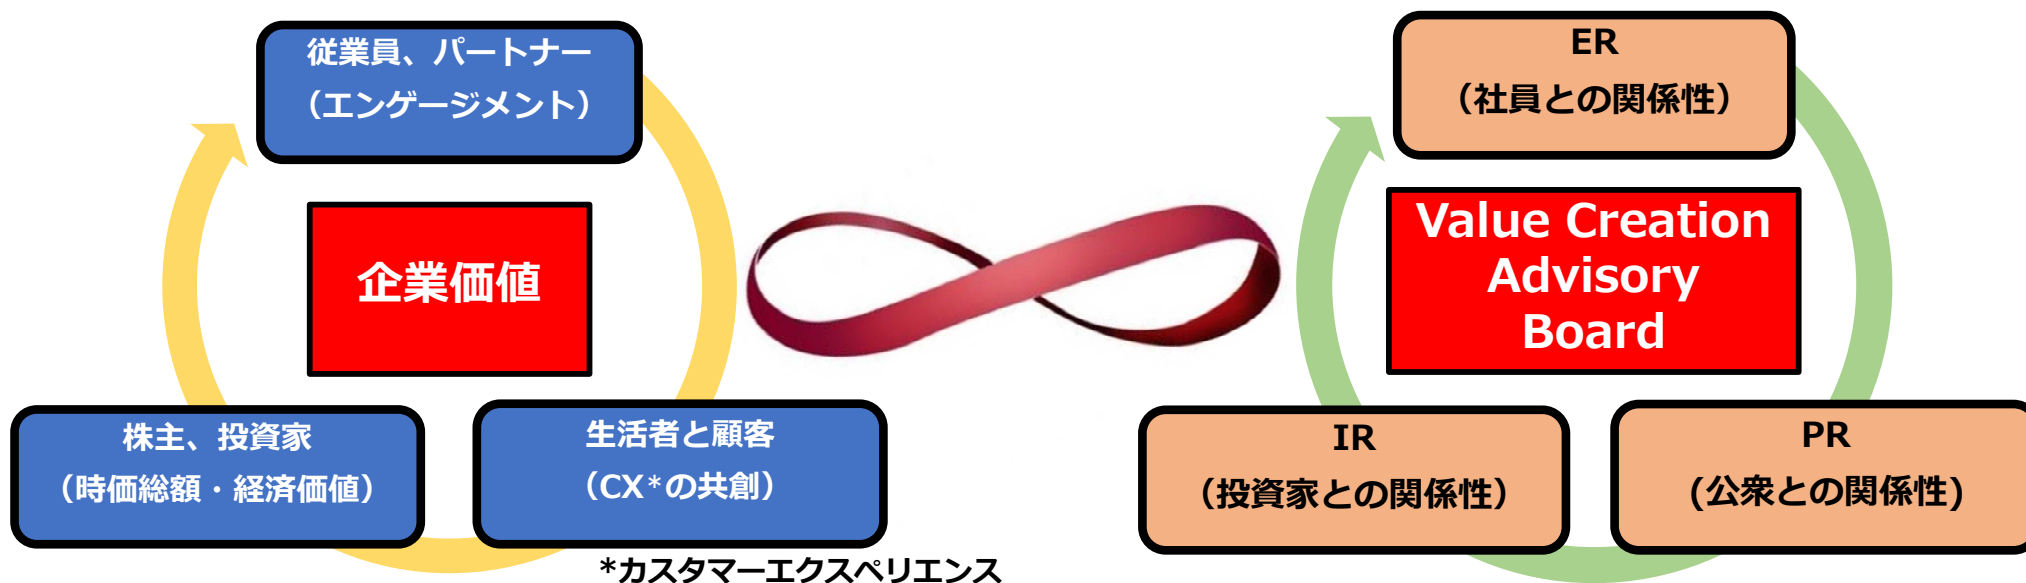 従業員、パートナー
（エンゲージメント）
企業価値
株主、投資家
（時価総額・経済価値）
生活者と顧客
（CX*の共創）
*カスタマーエクスペリエンス
ER
（社員との関係性）
Value Creation
Advisory
Board
IR
（投資家との関係性）
PR
(公衆との関係性)